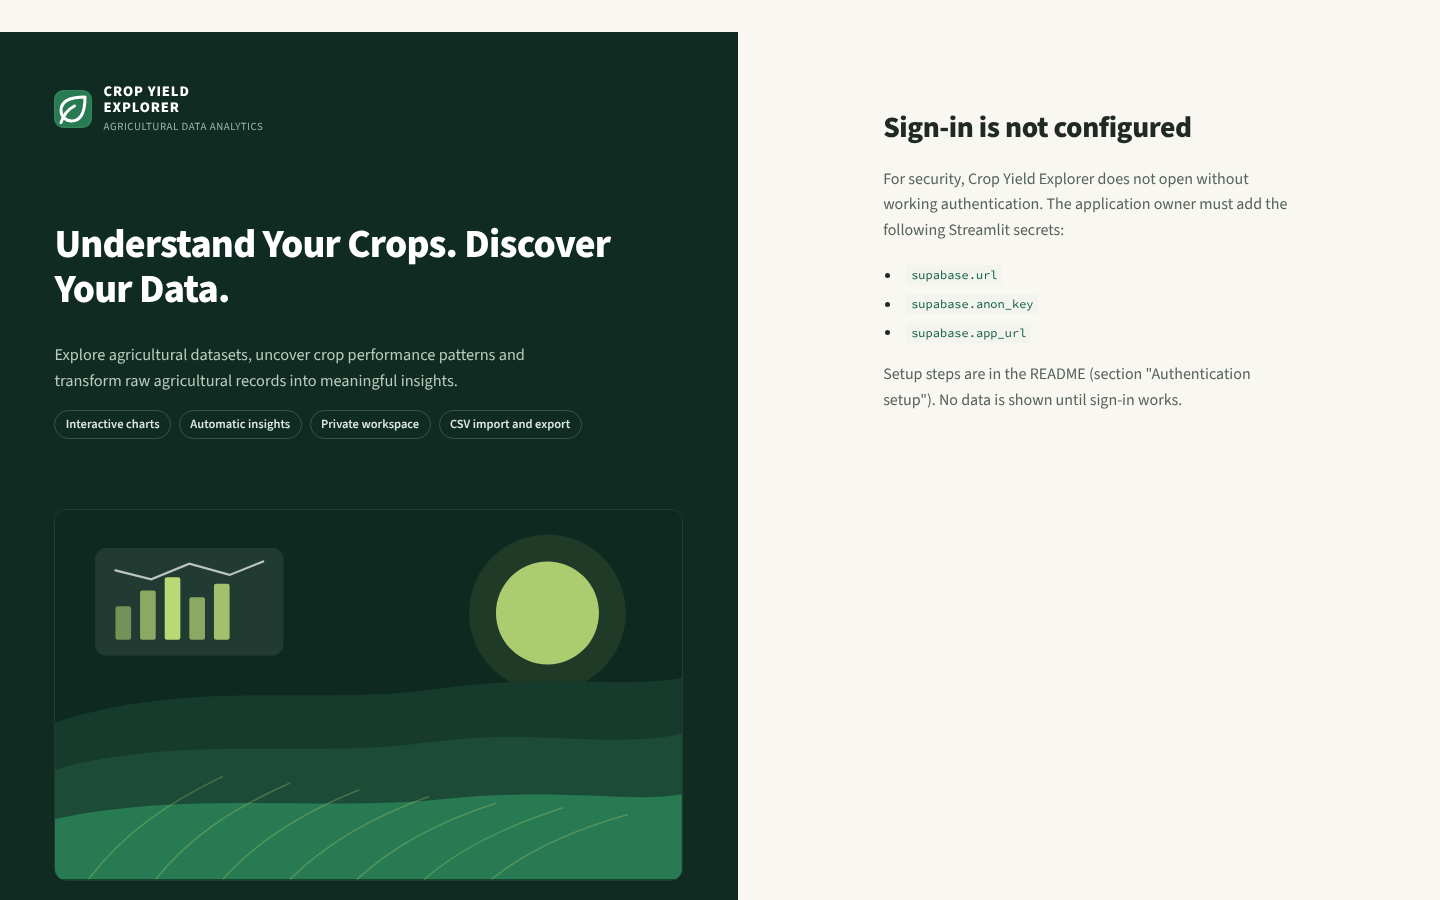 CROP YIELD
EXPLORER
AGRICULTURAL DATA ANALYTICS
Understand Your Crops. Discover
Your Data.
Explore agricultural datasets, uncover crop performance patterns and
transform raw agricultural records into meaningful insights.
Interactive charts
Automatic insights
Private workspace
CSV import and export
Sign-in is not configured
For security, Crop Yield Explorer does not open without
working authentication. The application owner must add the
following Streamlit secrets:
supabase.url
supabase.anon_key
supabase.app_url
Setup steps are in the README (section "Authentication
setup"). No data is shown until sign-in works.